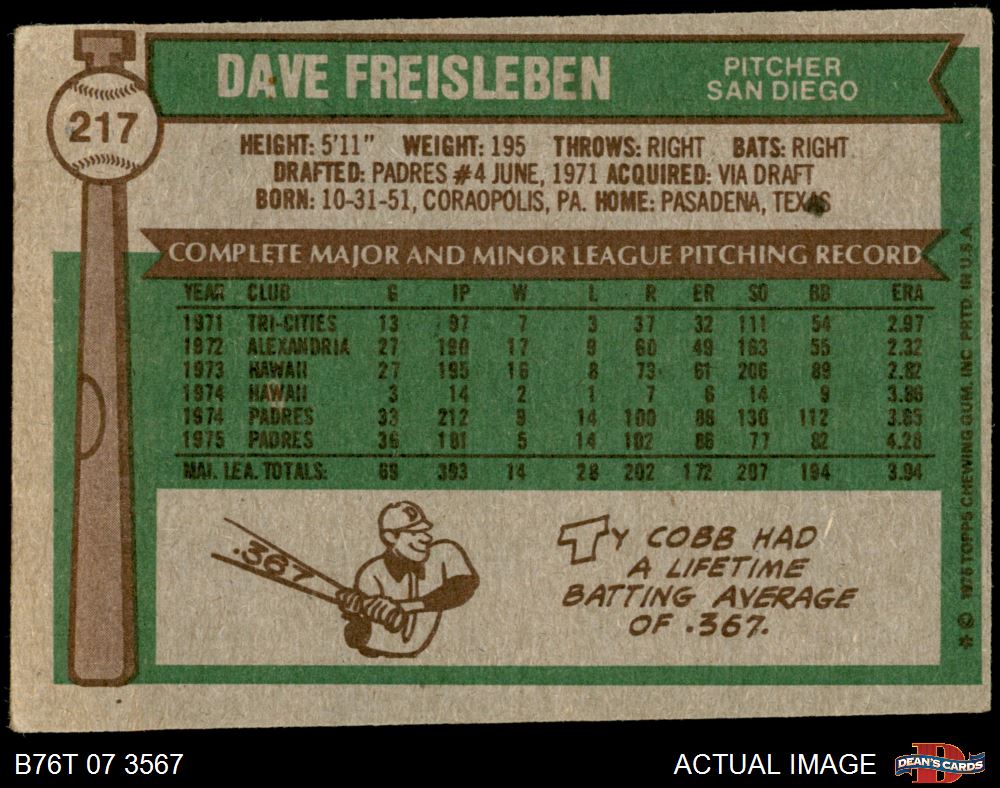 217
DAVE FREISLEBEN
PITCHER
SAN DIEGO
HEIGHT: 5'11" WEIGHT: 195 THROWS: RIGHT BATS: RIGHT
DRAFTED: PADRES #4 JUNE, 1971 ACQUIRED: VIA DRAFT
BORN: 10-31-51, CORAOPOLIS, PA. HOME: PASADENA, TEXAS
COMPLETE MAJOR AND MINOR LEAGUE PITCHING RECORD
YEAR CLUB G IP W L R ER SO BB ERA
1971 TRI-CITIES 13 97 7 3 37 32 111 54 2.97
1972 ALEXANDRIA 27 190 17 9 60 49 163 55 2.32
1973 HAWAII 27 195 16 8 73 61 206 89 2.82
1974 HAWAII 3 14 2 1 7 6 14 9 3.86
1974 PADRES 33 212 9 14 100 86 130 112 3.65
1975 PADRES 36 181 5 14 102 86 77 82 4.28
MAJ. LEA. TOTALS: 69 393 14 28 202 172 207 194 3.94
.367
TY COBB HAD
A LIFETIME
BATTING AVERAGE
OF .367.
* © 1976 TOPPS CHEWING GUM, INC. PRTD. IN U.S.A.
B76T 07 3567
ACTUAL IMAGE
D
DEAN'S CARDS